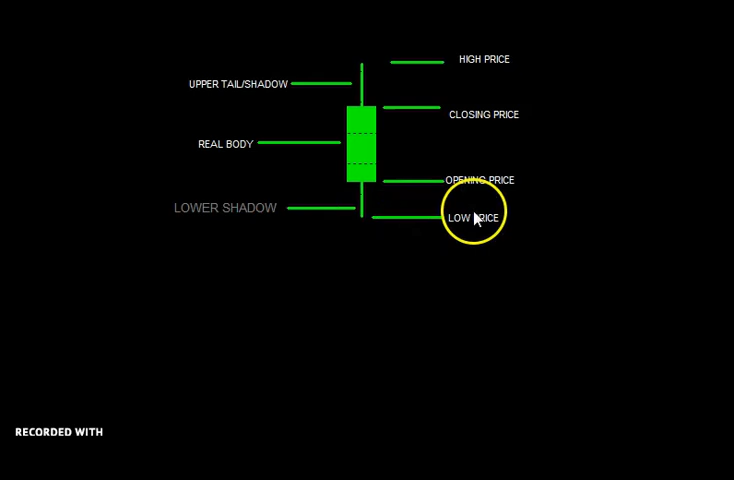 HIGH PRICE
UPPER TAIL/SHADOW
CLOSING PRICE
REAL BODY
OPENING PRICE
LOWER SHADOW
LOW PRICE
RECORDED WITH